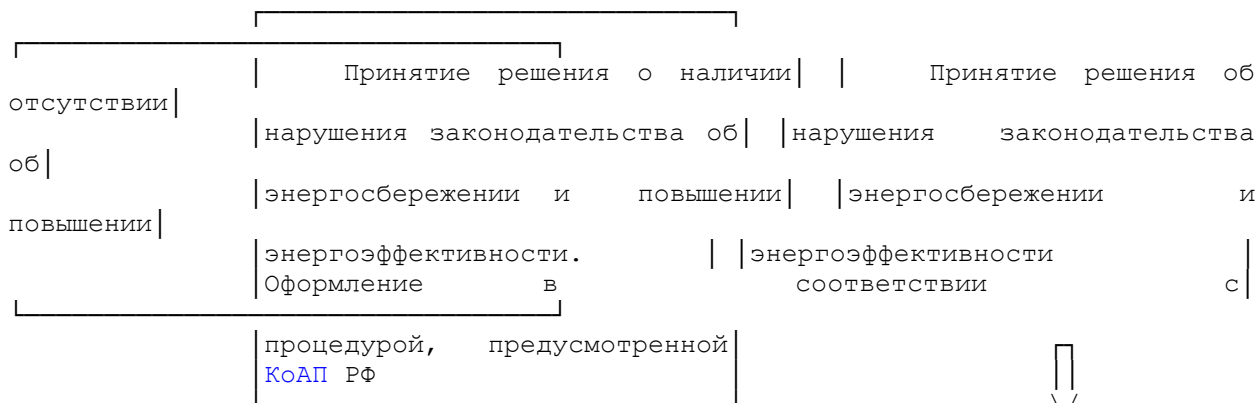 Принятие решения о наличии Принятие решения об
отсутствии
нарушения законодательства об нарушения законодательства
об
энергосбережении и повышении энергосбережении и
повышении
энергоэффективности. энергоэффективности
Оформление в соответствии с
процедурой, предусмотренной
КоАП РФ